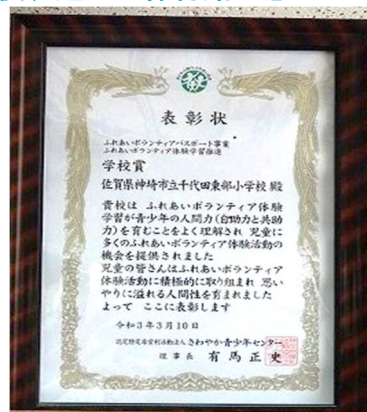 表彰状
ふれあいボランティアパスポート事業
ふれあいボランティア体験学習推進
学校賞
佐賀県神埼市立千代田東部小学校 殿
貴校は ふれあいボランティア体験
学習が青少年の人間力(自助力と共助
力)を育むことをよく理解され 児童に
多くのふれあいボランティア体験活動の
機会を提供されました
児童の皆さんはふれあいボランティア
体験活動に積極的に取り組まれ 思い
やりに溢れる人間性を育まれました
よって ここに表彰します
令和3年3月10日
認定特定非営利活動法人 さわやか青少年センター
理事長 有馬正史